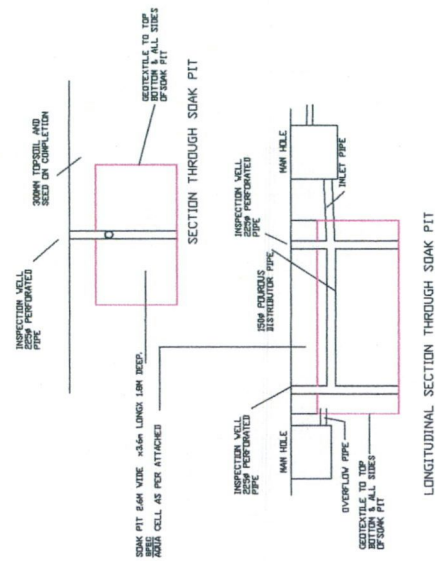 INSPECTION WELL
225ø PERFORATED
PIPE
300MM TOPSOIL AND
SEED ON COMPLETION
GEOTEXTILE TO TOP
BOTTOM & ALL SIDES
OFSOAK PIT
SOAK PIT 2.6M WIDE x3.6m LONGX 1.8M DEEP.
SPEC
AQUA CELL AS PER ATTACHED
SECTION THROUGH SOAK PIT
INSPECTION WELL
225ø PERFORATED
PIPE
150ø POUROUS
DISTRIBUTOR PIPE
INSPECTION WELL
225ø PERFORATED
PIPE
MAN HOLE
MAN HOLE
INLET PIPE
OVERFLOW PIPE
GEOTEXTILE TO TOP
BOTTOM & ALL SIDES
OFSOAK PIT
LONGITUDINAL SECTION THROUGH SOAK PIT